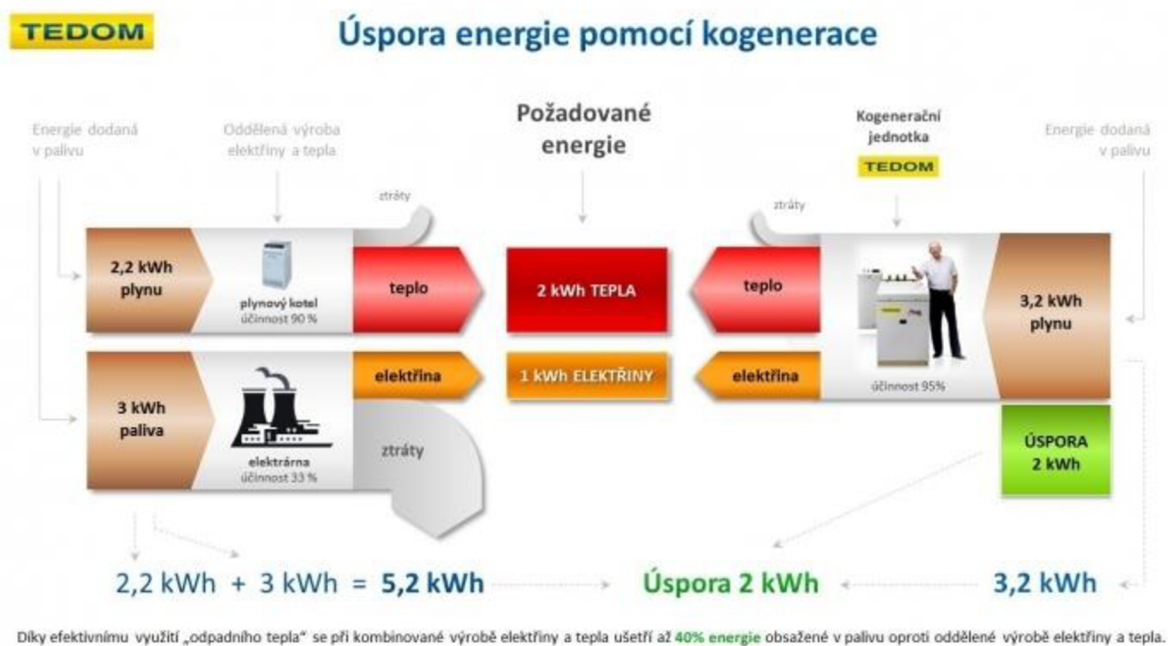 TEDOM
Úspora energie pomocí kogenerace
Energie dodaná
v palivu
Oddělená výroba
elektřiny a tepla
Požadované
energie
Kogenerační
jednotka
TEDOM
Energie dodaná
v palivu
ztráty
ztráty
2,2 kWh
plynu
plynový kotel
účinnost 90 %
teplo
2 kWh TEPLA
teplo
3,2 kWh
plynu
elektřina
1 kWh ELEKTŘINY
elektřina
účinnost 95%
3 kWh
paliva
elektrárna
účinnost 33 %
ztráty
ÚSPORA
2 kWh
2,2 kWh + 3 kWh = 5,2 kWh
Úspora 2 kWh
3,2 kWh
Díky efektivnímu využití „odpadního tepla“ se při kombinované výrobě elektřiny a tepla ušetří až 40% energie obsažené v palivu oproti oddělené výrobě elektřiny a tepla.